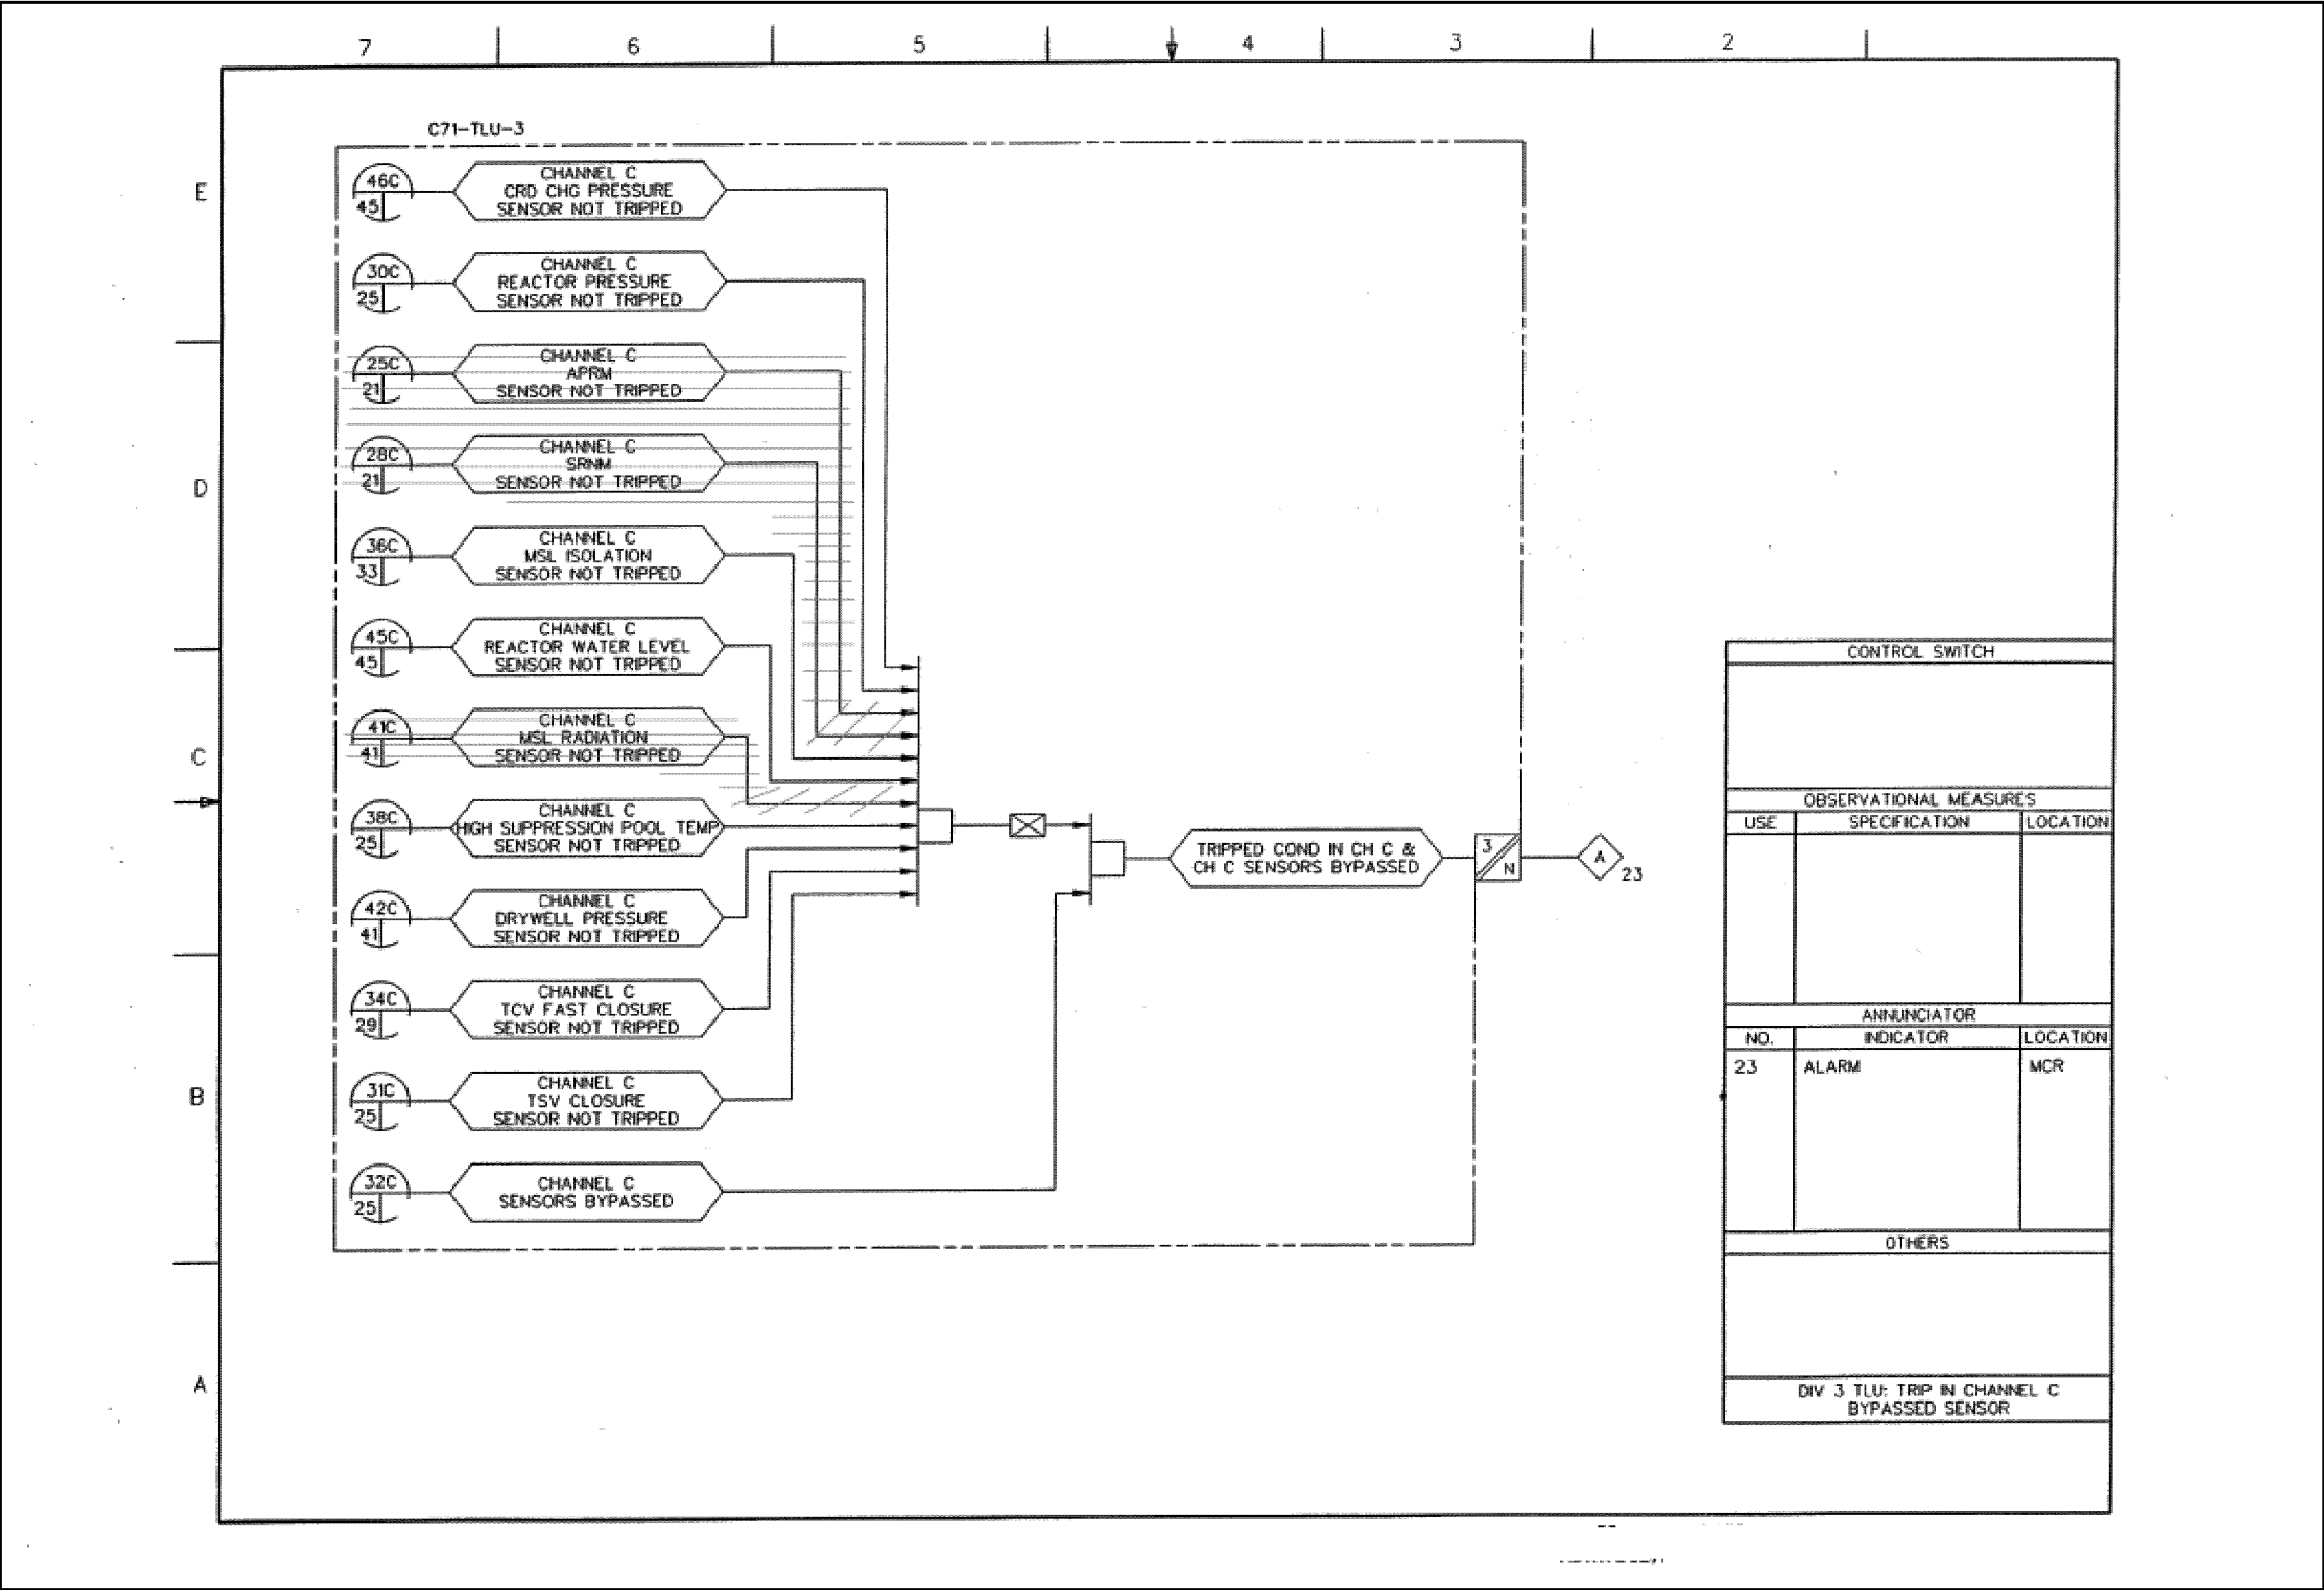 7 6 5 4 3 2
C71-TLU-3
E
46C
45
CHANNEL C
CRD CHG PRESSURE
SENSOR NOT TRIPPED
30C
25
CHANNEL C
REACTOR PRESSURE
SENSOR NOT TRIPPED
25C
21
CHANNEL C
APRM
SENSOR NOT TRIPPED
D
28C
21
CHANNEL C
SRNM
SENSOR NOT TRIPPED
36C
33
CHANNEL C
MSL ISOLATION
SENSOR NOT TRIPPED
45C
45
CHANNEL C
REACTOR WATER LEVEL
SENSOR NOT TRIPPED
C
41C
41
CHANNEL C
MSL RADIATION
SENSOR NOT TRIPPED
38C
25
CHANNEL C
HIGH SUPPRESSION POOL TEMP
SENSOR NOT TRIPPED
42C
41
CHANNEL C
DRYWELL PRESSURE
SENSOR NOT TRIPPED
34C
29
CHANNEL C
TCV FAST CLOSURE
SENSOR NOT TRIPPED
B
31C
25
CHANNEL C
TSV CLOSURE
SENSOR NOT TRIPPED
32C
25
CHANNEL C
SENSORS BYPASSED
A
TRIPPED COND IN CH C &
CH C SENSORS BYPASSED
3
N
A
23
CONTROL SWITCH
OBSERVATIONAL MEASURES
USE SPECIFICATION LOCATION
ANNUNCIATOR
NO. INDICATOR LOCATION
23 ALARM MCR
OTHERS
DIV 3 TLU: TRIP IN CHANNEL C
BYPASSED SENSOR